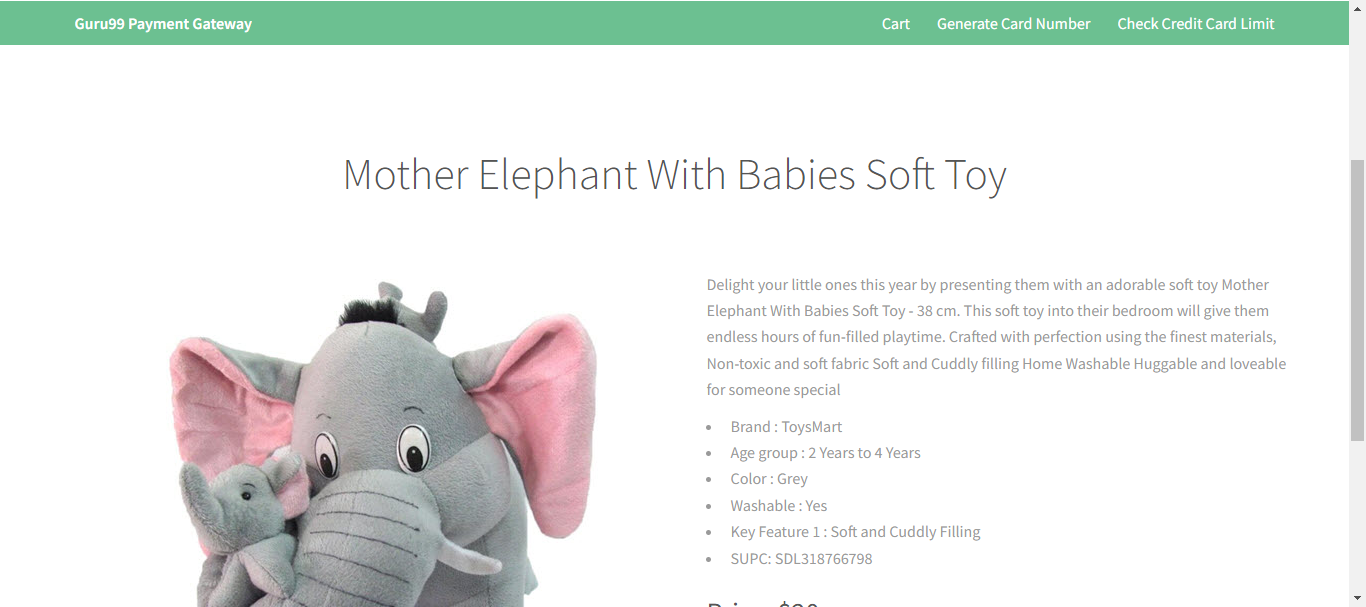 Guru99 Payment Gateway
Cart
Generate Card Number
Check Credit Card Limit
Mother Elephant With Babies Soft Toy
Delight your little ones this year by presenting them with an adorable soft toy Mother
Elephant With Babies Soft Toy - 38 cm. This soft toy into their bedroom will give them
endless hours of fun-filled playtime. Crafted with perfection using the finest materials,
Non-toxic and soft fabric Soft and Cuddly filling Home Washable Huggable and loveable
for someone special
• Brand : ToysMart
• Age group : 2 Years to 4 Years
• Color : Grey
• Washable : Yes
• Key Feature 1 : Soft and Cuddly Filling
• SUPC: SDL318766798